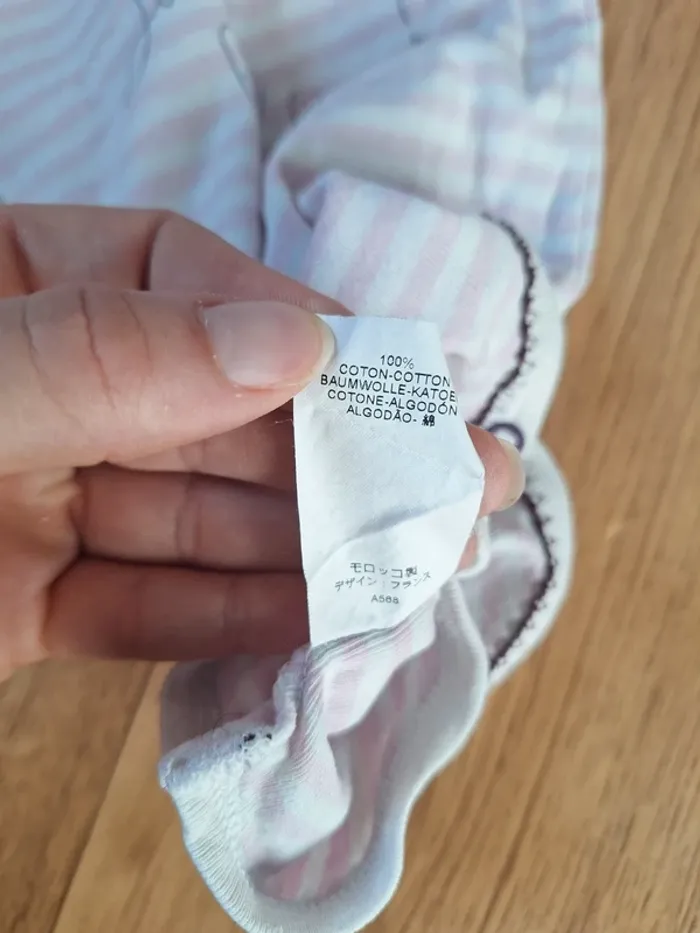 100%
COTON-COTTON
BAUMWOLLE-KATOE
COTONE-ALGODÓN
ALGODÃO- 綿
モロッコ製
デザイン:フランス
A568